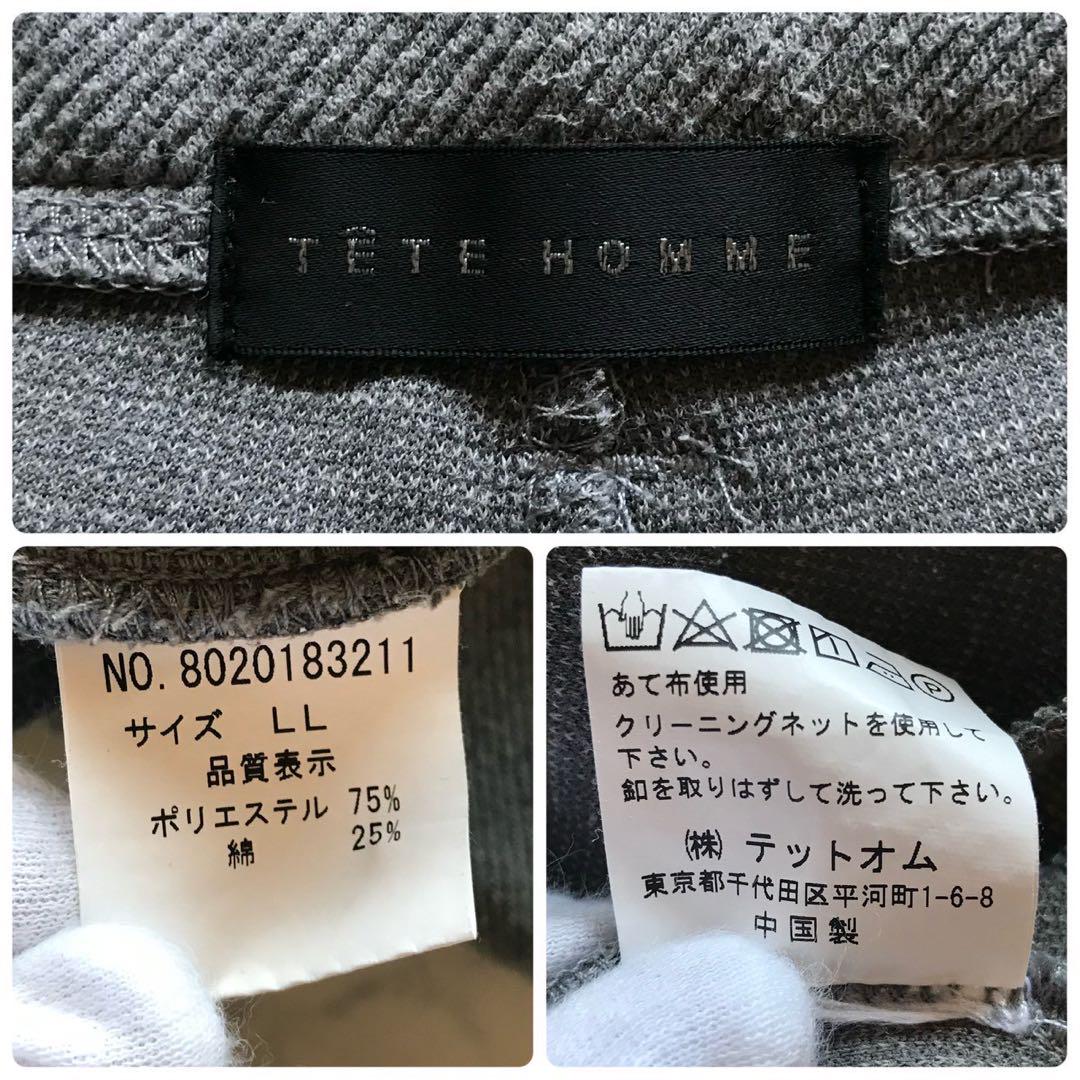 TÊTE HOMME
NO. 8020183211
サイズ LL
品質表示
ポリエステル 75%
綿 25%
あて布使用
クリーニングネットを使用して
下さい。
釦を取りはずして洗って下さい。
㈱ テットオム
東京都千代田区平河町1-6-8
中国製